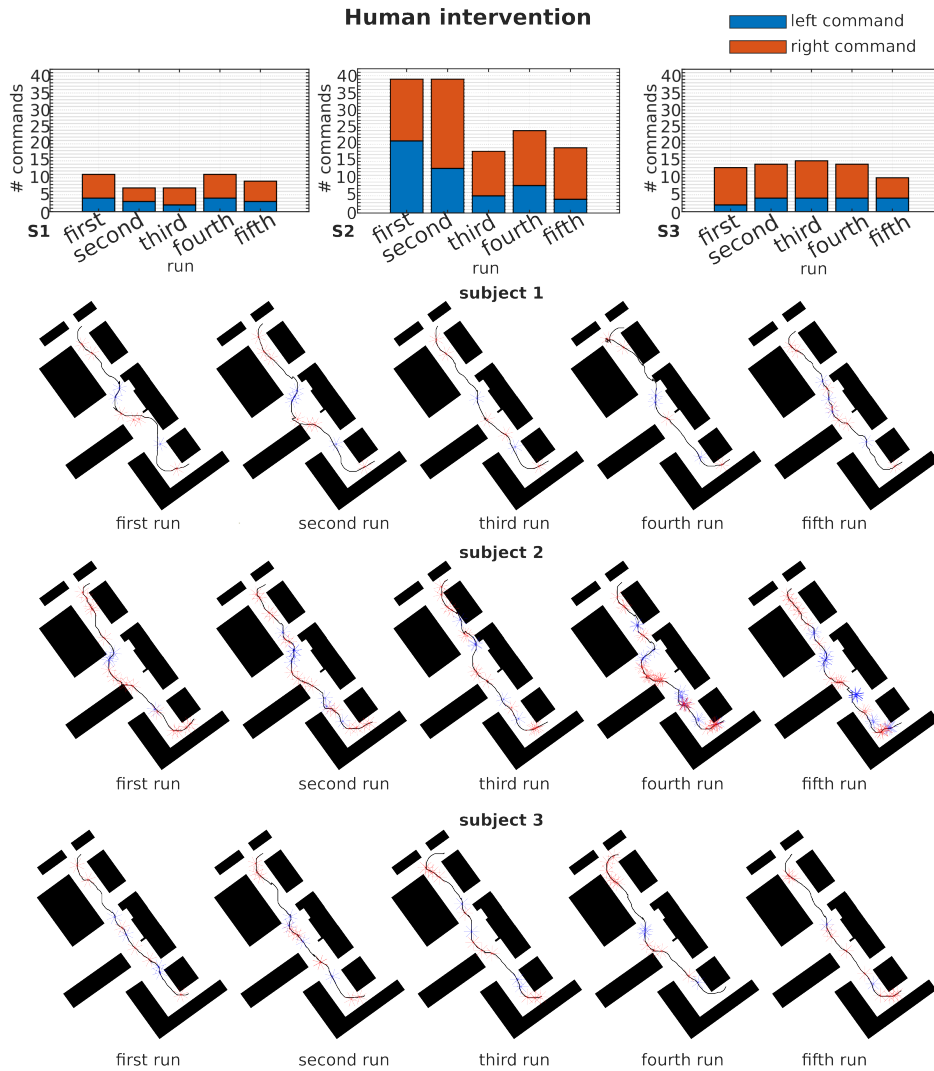 Human intervention
left command
right command
# commands
40
35
30
25
20
15
10
5
0
S1
first second third fourth fifth
run
# commands
40
35
30
25
20
15
10
5
0
S2
first second third fourth fifth
run
# commands
40
35
30
25
20
15
10
5
0
S3
first second third fourth fifth
run
subject 1
first run second run third run fourth run fifth run
subject 2
first run second run third run fourth run fifth run
subject 3
first run second run third run fourth run fifth run